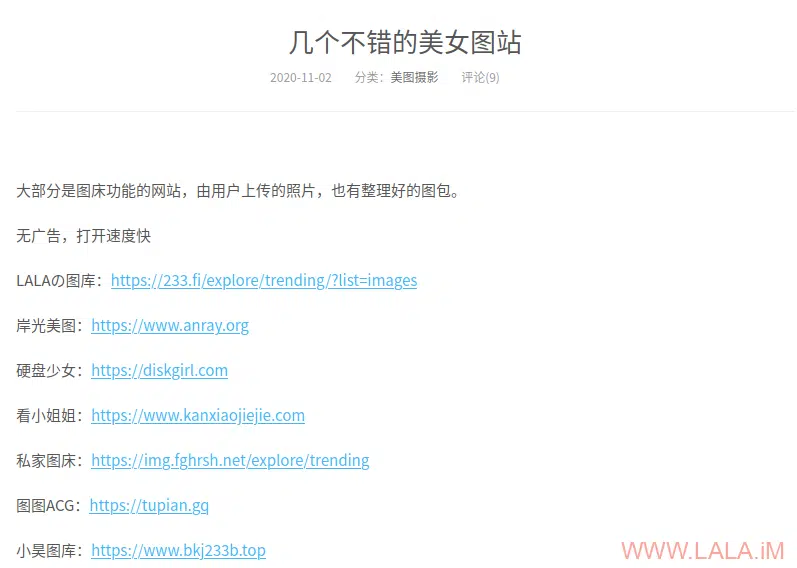 几个不错的美女图站
2020-11-02 分类：美图摄影 评论(9)
大部分是图床功能的网站，由用户上传的照片，也有整理好的图包。
无广告，打开速度快
LALAの图库：https://233.fi/explore/trending/?list=images
岸光美图：https://www.anray.org
硬盘少女：https://diskgirl.com
看小姐姐：https://www.kanxiaojiejie.com
私家图床：https://img.fghrsh.net/explore/trending
图图ACG：https://tupian.gq
小昊图库：https://www.bkj233b.top
WWW.LALA.iM